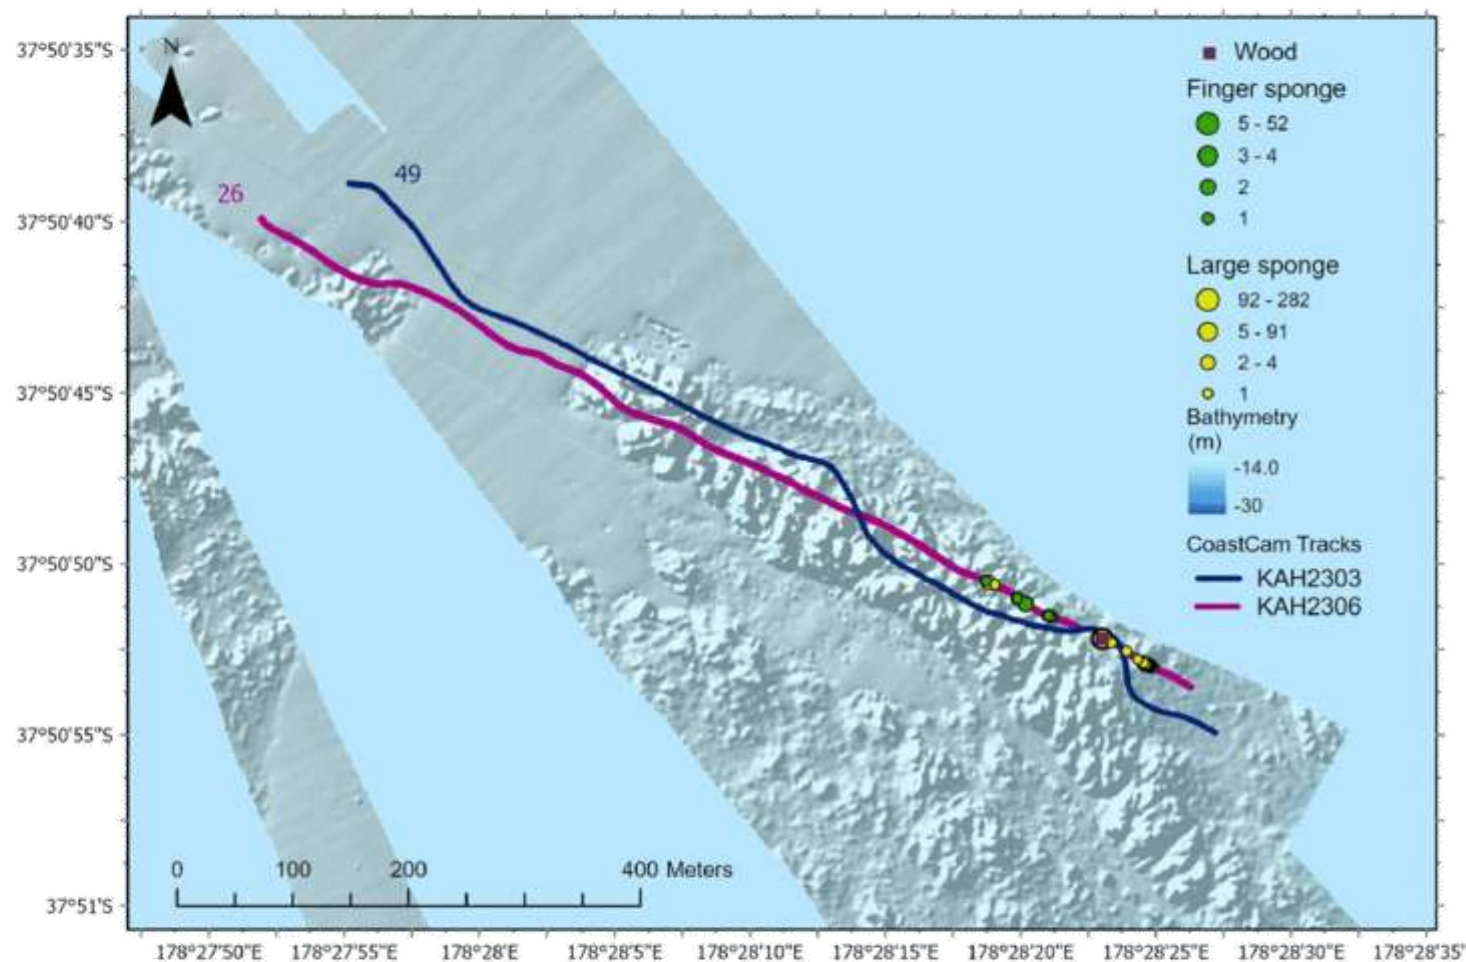 37°50'35"S
37°50'40"S
37°50'45"S
37°50'50"S
37°50'55"S
37°51'S
N
26
49
Wood
Finger sponge
5 - 52
3 - 4
2
1
Large sponge
92 - 282
5 - 91
2 - 4
1
Bathymetry
(m)
-14.0
-30
CoastCam Tracks
KAH2303
KAH2306
0 100 200 400 Meters
178°27'50"E 178°27'55"E 178°28'E 178°28'5"E 178°28'10"E 178°28'15"E 178°28'20"E 178°28'25"E 178°28'30"E 178°28'35"